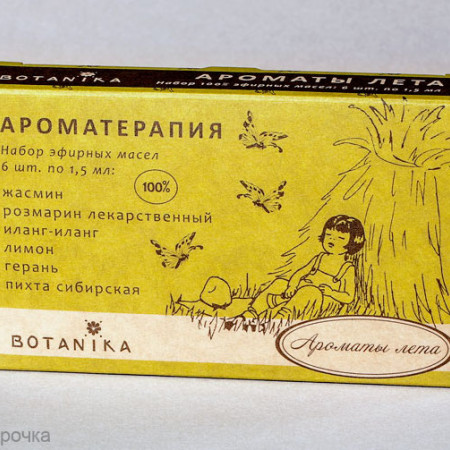 BOTANIKA АРОМАТЫ ЛЕТА
Набор 100% эфирных масел: 6 шт. по 1,5 мл
АРОМАТЕРАПИЯ
Набор эфирных масел
6 шт. по 1,5 мл:
100%
жасмин
розмарин лекарственный
иланг-иланг
лимон
герань
пихта сибирская
BOTANIKA
Ароматы лета
рочка